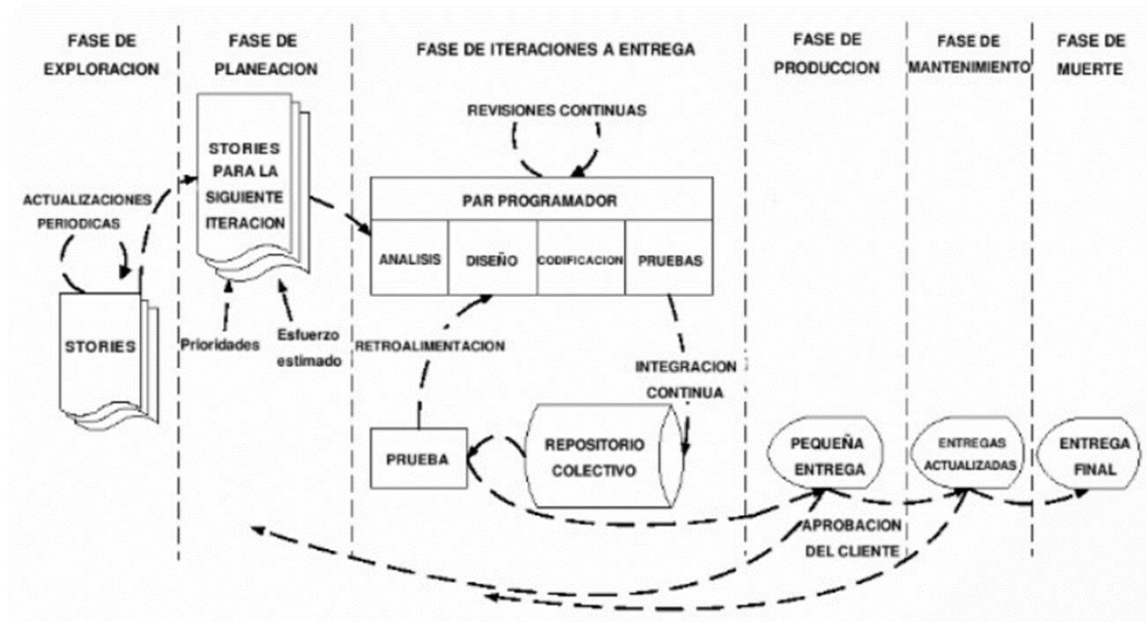 FASE DE
EXPLORACION
FASE DE
PLANEACION
FASE DE ITERACIONES A ENTREGA
FASE DE
PRODUCCION
FASE DE
MANTENIMIENTO
FASE DE
MUERTE
ACTUALIZACIONES
PERIODICAS
STORIES
STORIES
PARA LA
SIGUIENTE
ITERACION
Prioridades
Esfuerzo
estimado
REVISIONES CONTINUAS
PAR PROGRAMADOR
ANALISIS
DISEÑO
CODIFICACION
PRUEBAS
RETROALIMENTACION
INTEGRACION
CONTINUA
PRUEBA
REPOSITORIO
COLECTIVO
PEQUEÑA
ENTREGA
ENTREGAS
ACTUALIZADAS
ENTREGA
FINAL
APROBACION
DEL CLIENTE